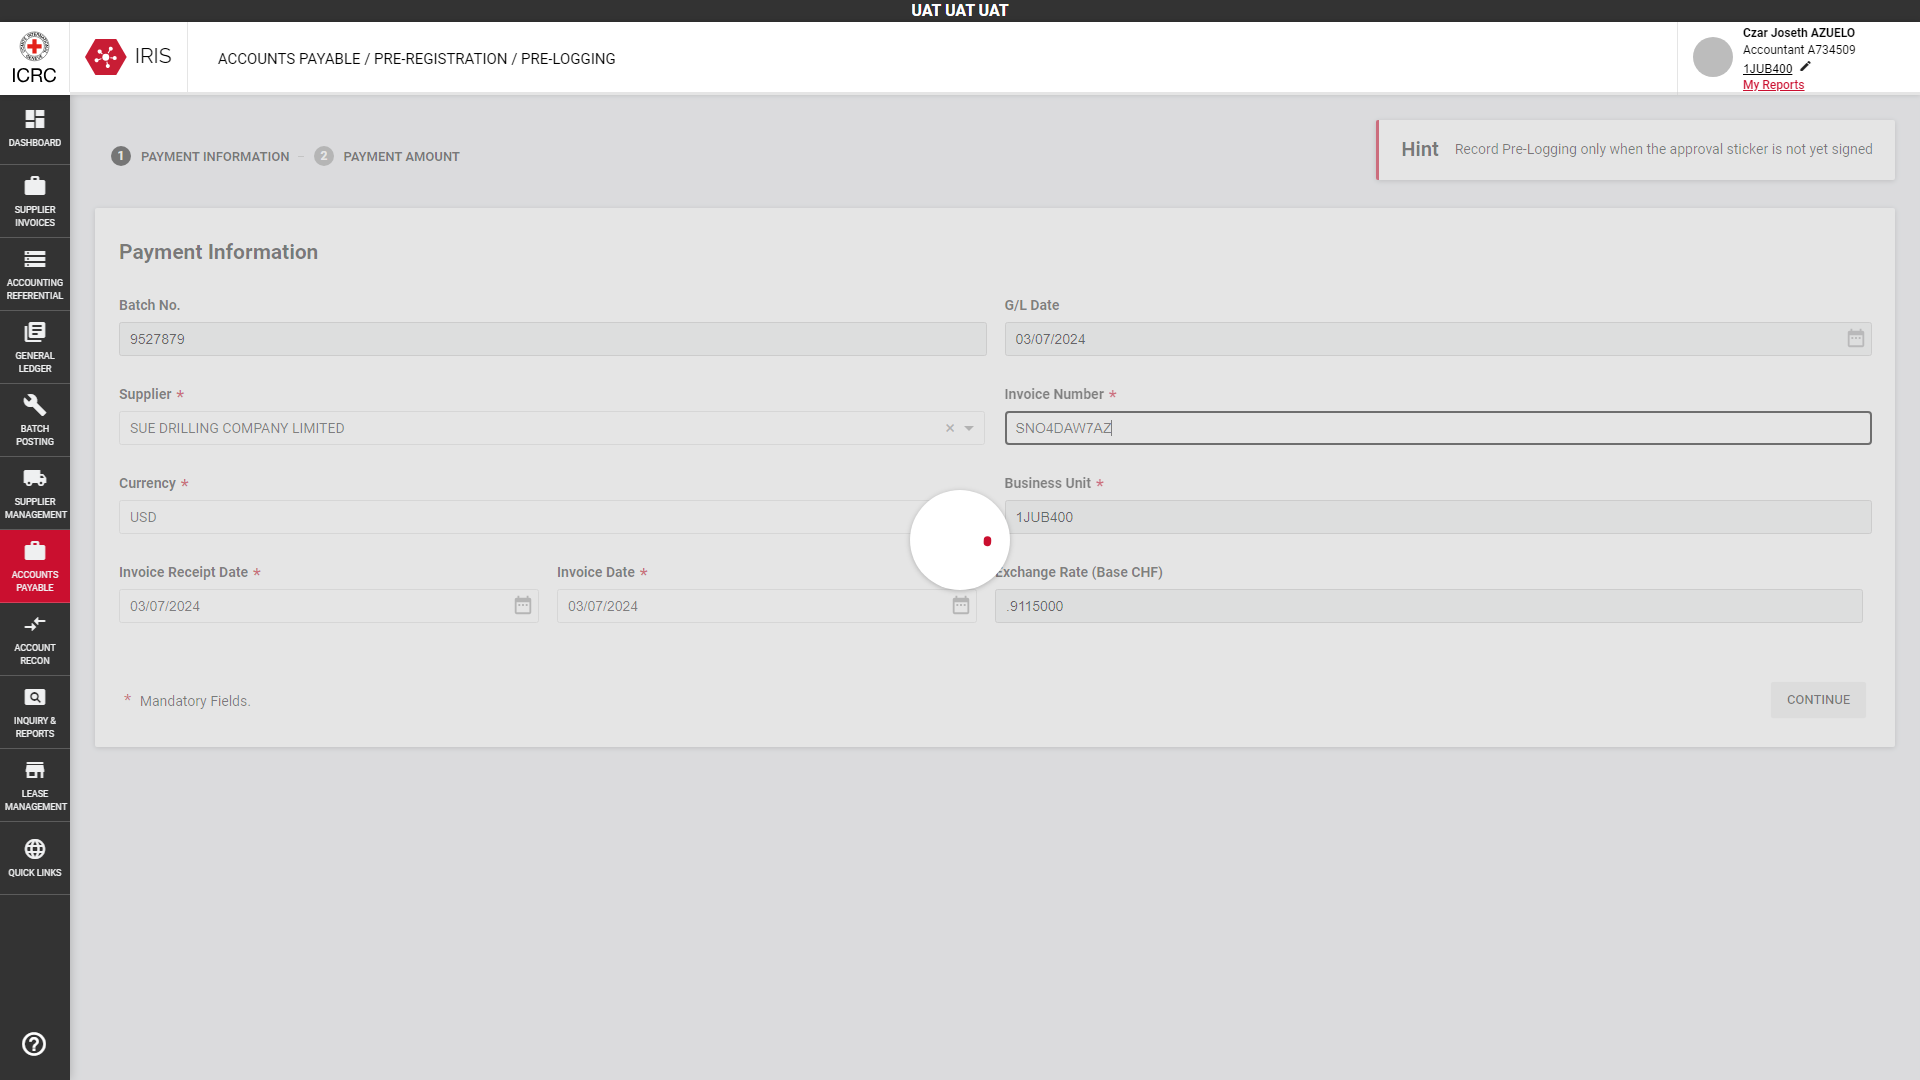 UAT UAT UAT
ICRC
IRIS
ACCOUNTS PAYABLE / PRE-REGISTRATION / PRE-LOGGING
Czar Joseth AZUELO
Accountant A734509
1JUB400
My Reports
DASHBOARD
SUPPLIER
INVOICES
ACCOUNTING
REFERENTIAL
GENERAL
LEDGER
BATCH
POSTING
SUPPLIER
MANAGEMENT
ACCOUNTS
PAYABLE
ACCOUNT
RECON
INQUIRY &
REPORTS
LEASE
MANAGEMENT
QUICK LINKS
1 PAYMENT INFORMATION
2 PAYMENT AMOUNT
Hint Record Pre-Logging only when the approval sticker is not yet signed
Payment Information
Batch No.
9527879
G/L Date
03/07/2024
Supplier *
SUE DRILLING COMPANY LIMITED
Invoice Number *
SNO4DAW7AZ
Currency *
USD
Business Unit *
1JUB400
Invoice Receipt Date *
03/07/2024
Invoice Date *
03/07/2024
Exchange Rate (Base CHF)
.9115000
* Mandatory Fields.
CONTINUE